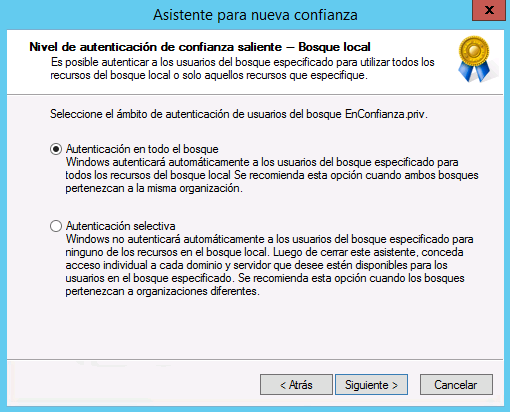 Asistente para nueva confianza
x
Nivel de autenticación de confianza saliente – Bosque local
Es posible autenticar a los usuarios del bosque especificado para utilizar todos los
recursos del bosque local o solo aquellos recursos que especifique.
Seleccione el ámbito de autenticación de usuarios del bosque EnConfianza.priv.
Autenticación en todo el bosque
Windows autenticará automáticamente a los usuarios del bosque especificado para
todos los recursos del bosque local Se recomienda esta opción cuando ambos bosques
pertenezcan a la misma organización.
Autenticación selectiva
Windows no autenticará automáticamente a los usuarios del bosque especificado para
ninguno de los recursos en el bosque local. Luego de cerrar este asistente, conceda
acceso individual a cada dominio y servidor que desee estén disponibles para los
usuarios en el bosque especificado. Se recomienda esta opción cuando los bosques
pertenezcan a organizaciones diferentes.
< Atrás
Siguiente >
Cancelar